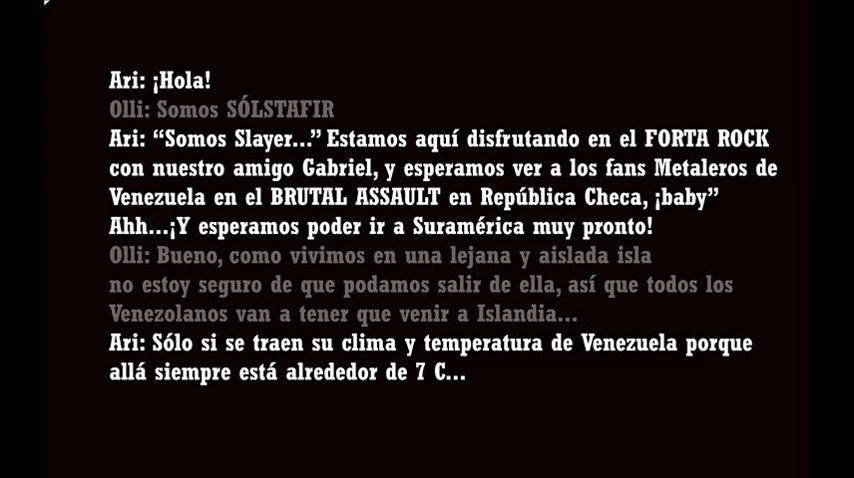 Ari: ¡Hola!
Olli: Somos SÓLSTAFIR
Ari: “Somos Slayer...” Estamos aquí disfrutando en el FORTA ROCK
con nuestro amigo Gabriel, y esperamos ver a los fans Metaleros de
Venezuela en el BRUTAL ASSAULT en República Checa, ¡baby”
Ahh...¡Y esperamos poder ir a Suramérica muy pronto!
Olli: Bueno, como vivimos en una lejana y aislada isla
no estoy seguro de que podamos salir de ella, así que todos los
Venezolanos van a tener que venir a Islandia...
Ari: Sólo si se traen su clima y temperatura de Venezuela porque
allá siempre está alrededor de 7 C...